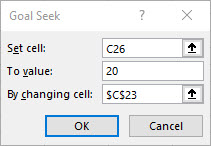 Goal Seek ? ×
Set cell: C26
To value: 20
By changing cell: $C$23
OK Cancel